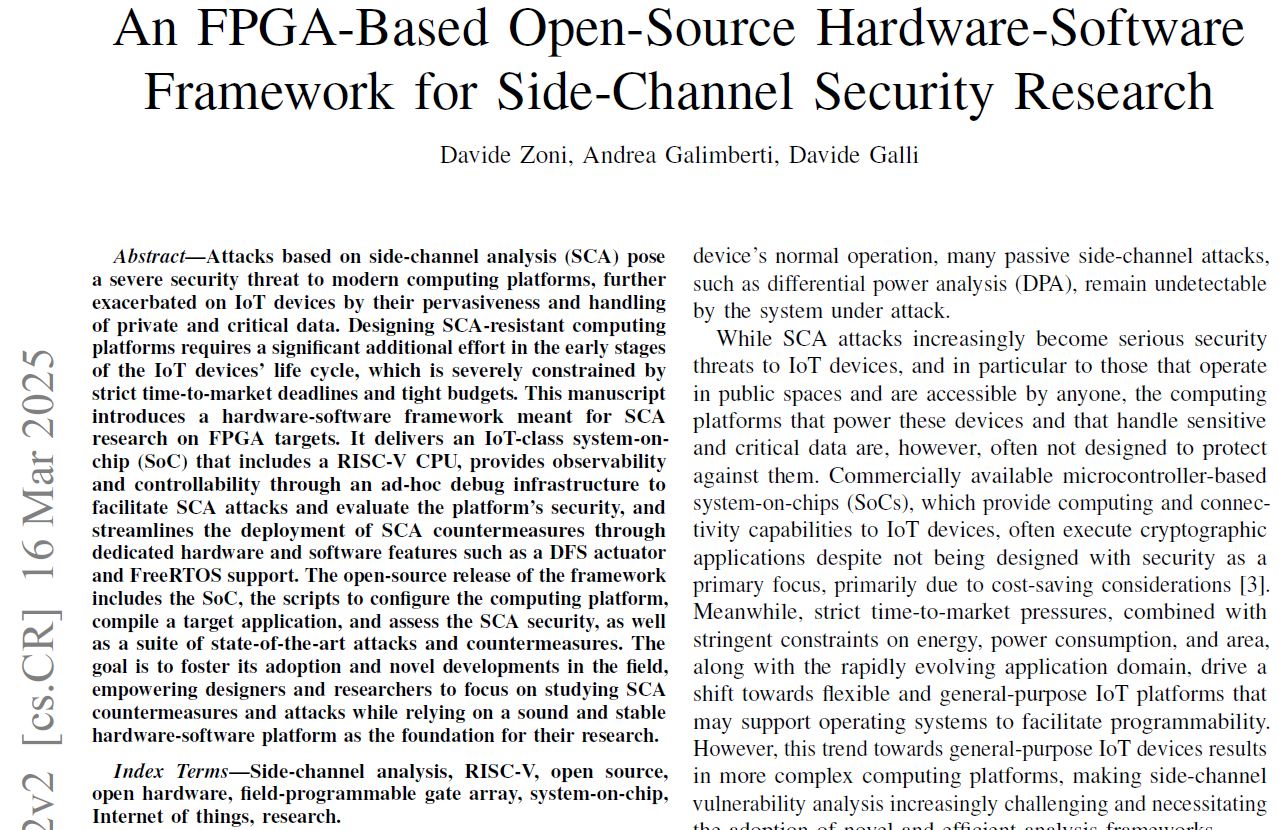 An FPGA-Based Open-Source Hardware-Software
Framework for Side-Channel Security Research
Davide Zoni, Andrea Galimberti, Davide Galli
Abstract—Attacks based on side-channel analysis (SCA) pose
a severe security threat to modern computing platforms, further
exacerbated on IoT devices by their pervasiveness and handling
of private and critical data. Designing SCA-resistant computing
platforms requires a significant additional effort in the early stages
of the IoT devices' life cycle, which is severely constrained by
strict time-to-market deadlines and tight budgets. This manuscript
introduces a hardware-software framework meant for SCA
research on FPGA targets. It delivers an IoT-class system-on-
chip (SoC) that includes a RISC-V CPU, provides observability
and controllability through an ad-hoc debug infrastructure to
facilitate SCA attacks and evaluate the platform's security, and
streamlines the deployment of SCA countermeasures through
dedicated hardware and software features such as a DFS actuator
and FreeRTOS support. The open-source release of the framework
includes the SoC, the scripts to configure the computing platform,
compile a target application, and assess the SCA security, as well
as a suite of state-of-the-art attacks and countermeasures. The
goal is to foster its adoption and novel developments in the field,
empowering designers and researchers to focus on studying SCA
countermeasures and attacks while relying on a sound and stable
hardware-software platform as the foundation for their research.
Index Terms—Side-channel analysis, RISC-V, open source,
open hardware, field-programmable gate array, system-on-chip,
Internet of things, research.
device's normal operation, many passive side-channel attacks,
such as differential power analysis (DPA), remain undetectable
by the system under attack.
While SCA attacks increasingly become serious security
threats to IoT devices, and in particular to those that operate
in public spaces and are accessible by anyone, the computing
platforms that power these devices and that handle sensitive
and critical data are, however, often not designed to protect
against them. Commercially available microcontroller-based
system-on-chips (SoCs), which provide computing and connec-
tivity capabilities to IoT devices, often execute cryptographic
applications despite not being designed with security as a
primary focus, primarily due to cost-saving considerations [3].
Meanwhile, strict time-to-market pressures, combined with
stringent constraints on energy, power consumption, and area,
along with the rapidly evolving application domain, drive a
shift towards flexible and general-purpose IoT platforms that
may support operating systems to facilitate programmability.
However, this trend towards general-purpose IoT devices results
in more complex computing platforms, making side-channel
vulnerability analysis increasingly challenging and necessitating
the adoption of novel and efficient analysis frameworks.
2v2 [cs.CR] 16 Mar 2025